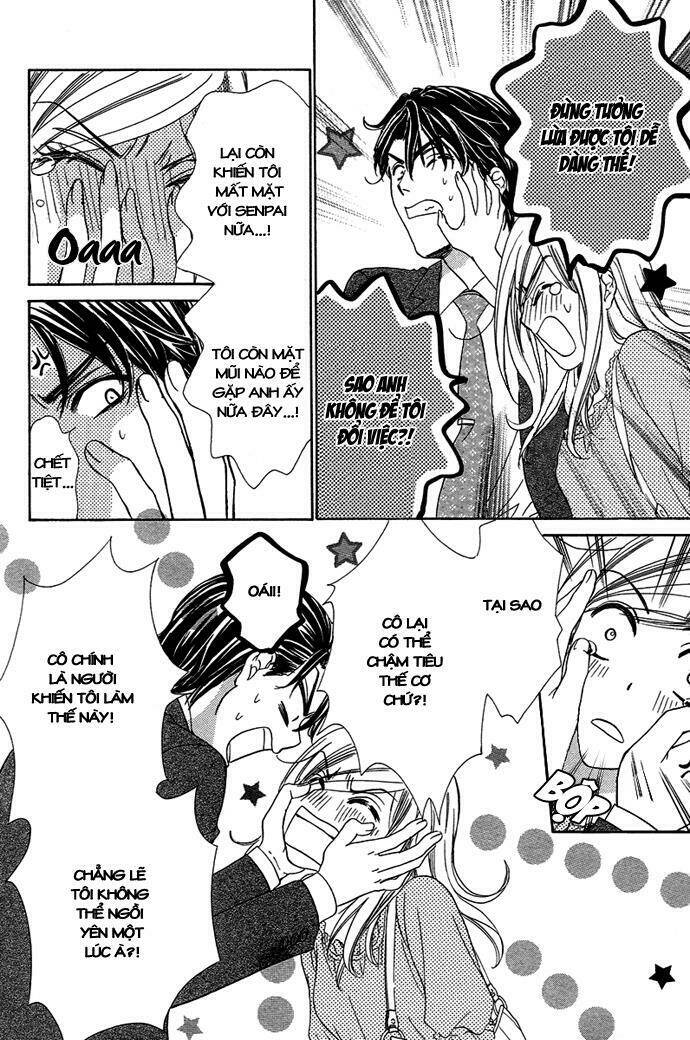 ĐỪNG TƯỞNG
LỪA ĐƯỢC TÔI DỄ
DÀNG THẾ!
SAO ANH
KHÔNG ĐỂ TÔI
ĐỔI VIỆC?!
LẠI CÒN
KHIẾN TÔI
MẤT MẶT
VỚI SENPAI
NỮA...!
Oaaa
TÔI CÒN MẶT
MŨI NÀO ĐỂ
GẶP ANH ẤY
NỮA ĐÂY...!
CHẾT
TIỆT...
TẠI SAO
CÔ LẠI
CÓ THỂ
CHẬM TIÊU
THẾ CƠ
CHỨ?!
BỘP
OÁII!
CÔ CHÍNH
LÀ NGƯỜI
KHIẾN TÔI LÀM
THẾ NÀY!
CHẲNG LẼ
TÔI KHÔNG
THỂ NGỒI
YÊN MỘT
LÚC À?!